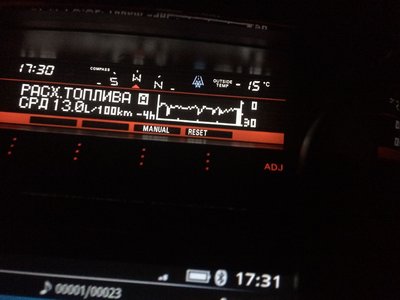 17:30 COMPASS S W N OUTSIDE TEMP -15 °C
РАСХ.ТОПЛИВА A 0
СРД 13.0L/100km -4h 30
MANUAL RESET
ADJ
17:31
00001/00023